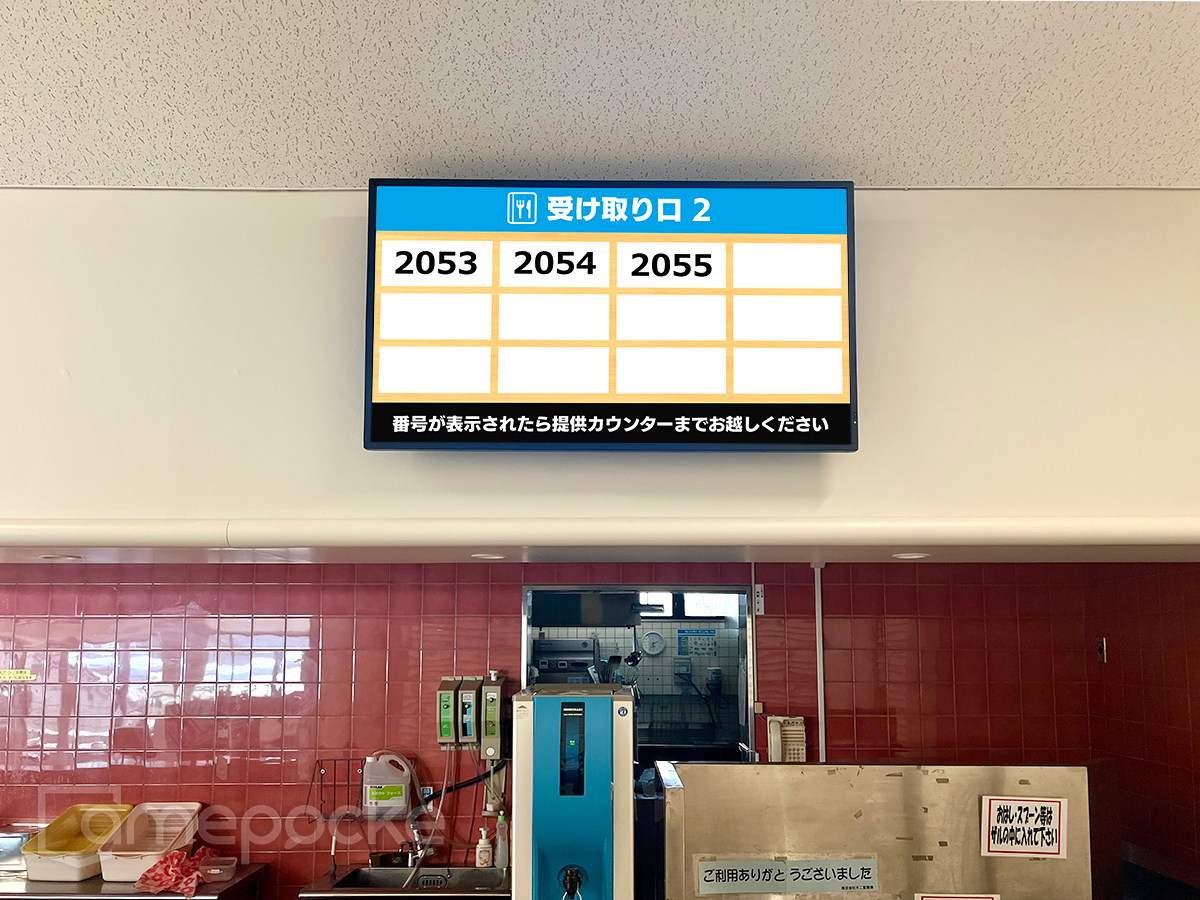 受け取り口 2
2053 2054 2055
番号が表示されたら提供カウンターまでお越しください
amepocke
おはし・スプーン等は
ザルの中に入れて下さい
ご利用ありがとうございました